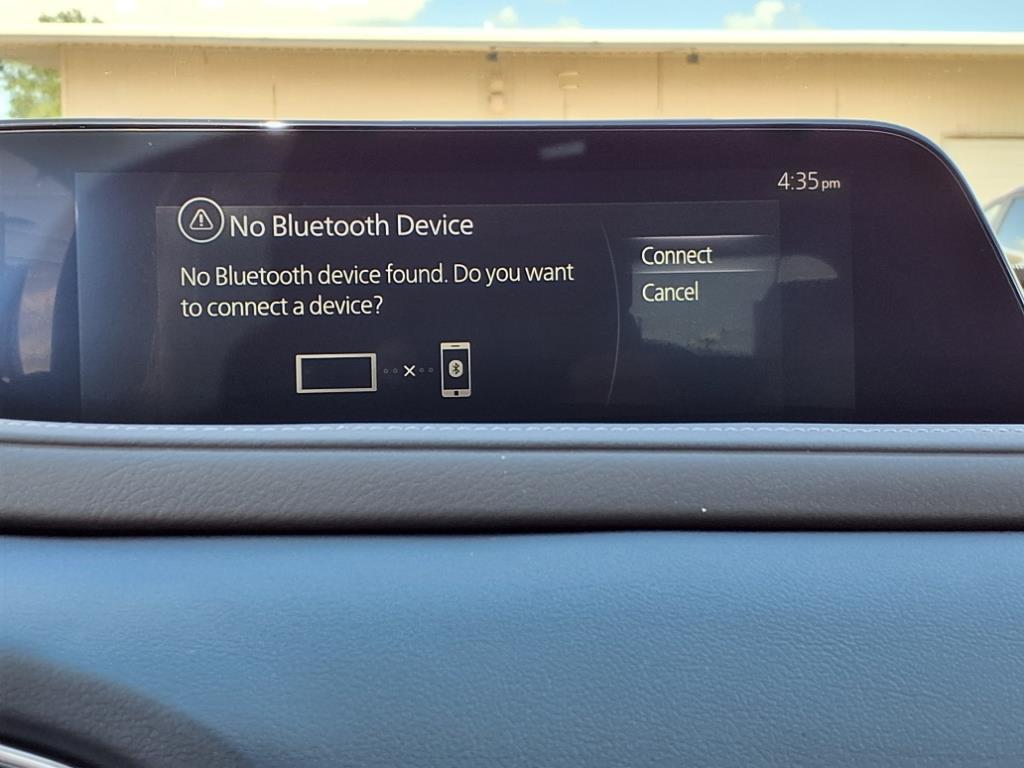 4:35pm
No Bluetooth Device
No Bluetooth device found. Do you want
to connect a device?
Connect
Cancel